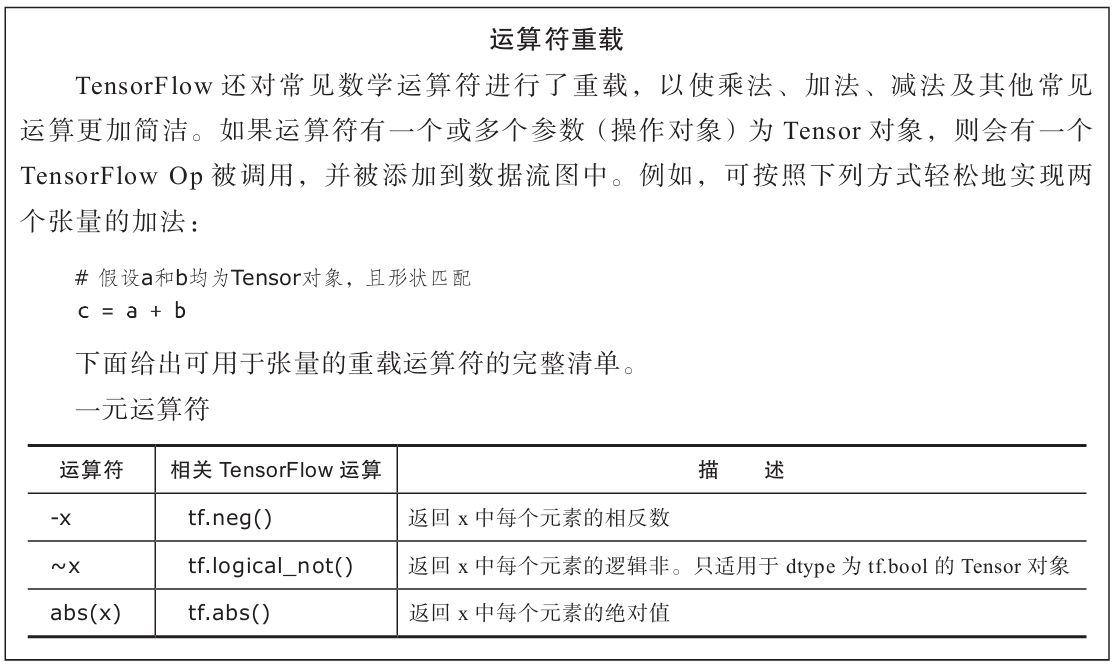 运算符重载
TensorFlow 还对常见数学运算符进行了重载，以使乘法、加法、减法及其他常见
运算更加简洁。如果运算符有一个或多个参数（操作对象）为 Tensor 对象，则会有一个
TensorFlow Op 被调用，并被添加到数据流图中。例如，可按照下列方式轻松地实现两
个张量的加法：
# 假设a和b均为Tensor对象，且形状匹配
c = a + b
下面给出可用于张量的重载运算符的完整清单。
一元运算符
运算符 相关 TensorFlow 运算 描 述
-x tf.neg() 返回 x 中每个元素的相反数
~x tf.logical_not() 返回 x 中每个元素的逻辑非。只适用于 dtype 为 tf.bool 的 Tensor 对象
abs(x) tf.abs() 返回 x 中每个元素的绝对值